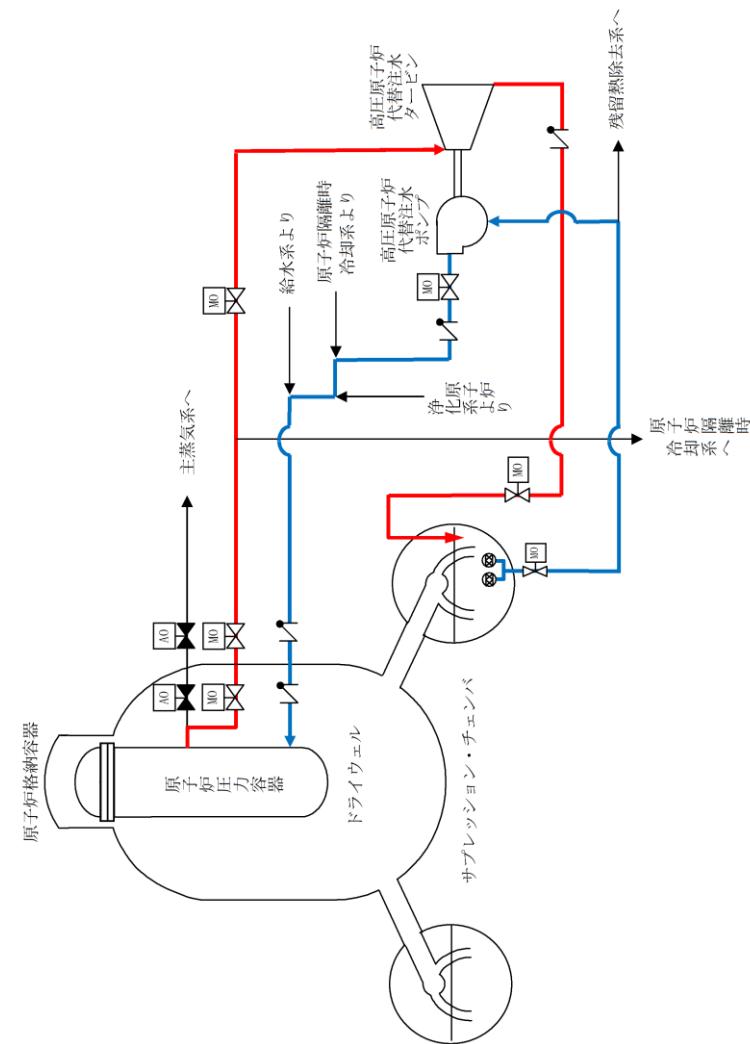 原子炉格納容器
原子炉圧力容器
ドライウェル
サプレッション・チェンバ
主蒸気系へ
AO
AO
MO
MO
MO
給水系より
原子炉隔離時
冷却系より
原子炉
浄化系より
高圧原子炉
代替注水
タービン
高圧原子炉
代替注水
ポンプ
MO
MO
MO
原子炉隔離時
冷却系へ
残留熱除去系へ